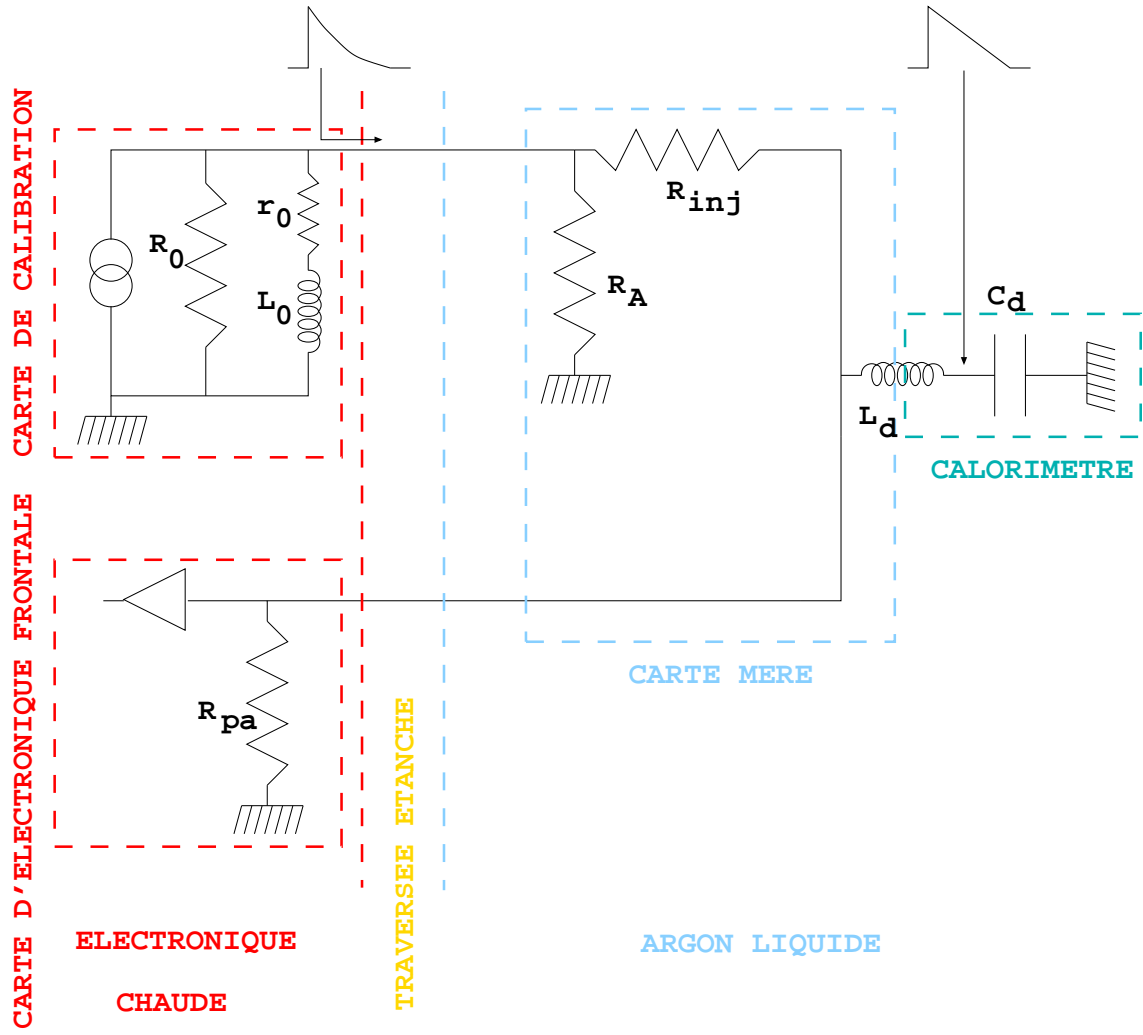 CARTE DE CALIBRATION
R0
r0
L0
Rinj
RA
Cd
Ld
CALORIMETRE
CARTE D'ELECTRONIQUE FRONTALE
Rpa
TRAVERSEE ETANCHE
CARTE MERE
ELECTRONIQUE
CHAUDE
ARGON LIQUIDE